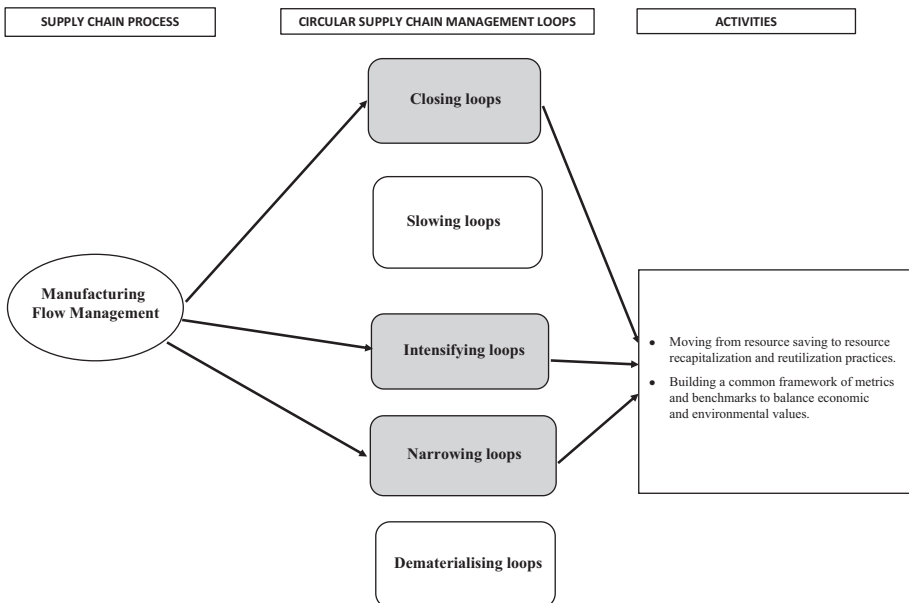 SUPPLY CHAIN PROCESS
CIRCULAR SUPPLY CHAIN MANAGEMENT LOOPS
ACTIVITIES
Closing loops
Slowing loops
Manufacturing
Flow Management
Intensifying loops
Narrowing loops
Dematerialising loops
• Moving from resource saving to resource
recapitalization and reutilization practices.
• Building a common framework of metrics
and benchmarks to balance economic
and environmental values.